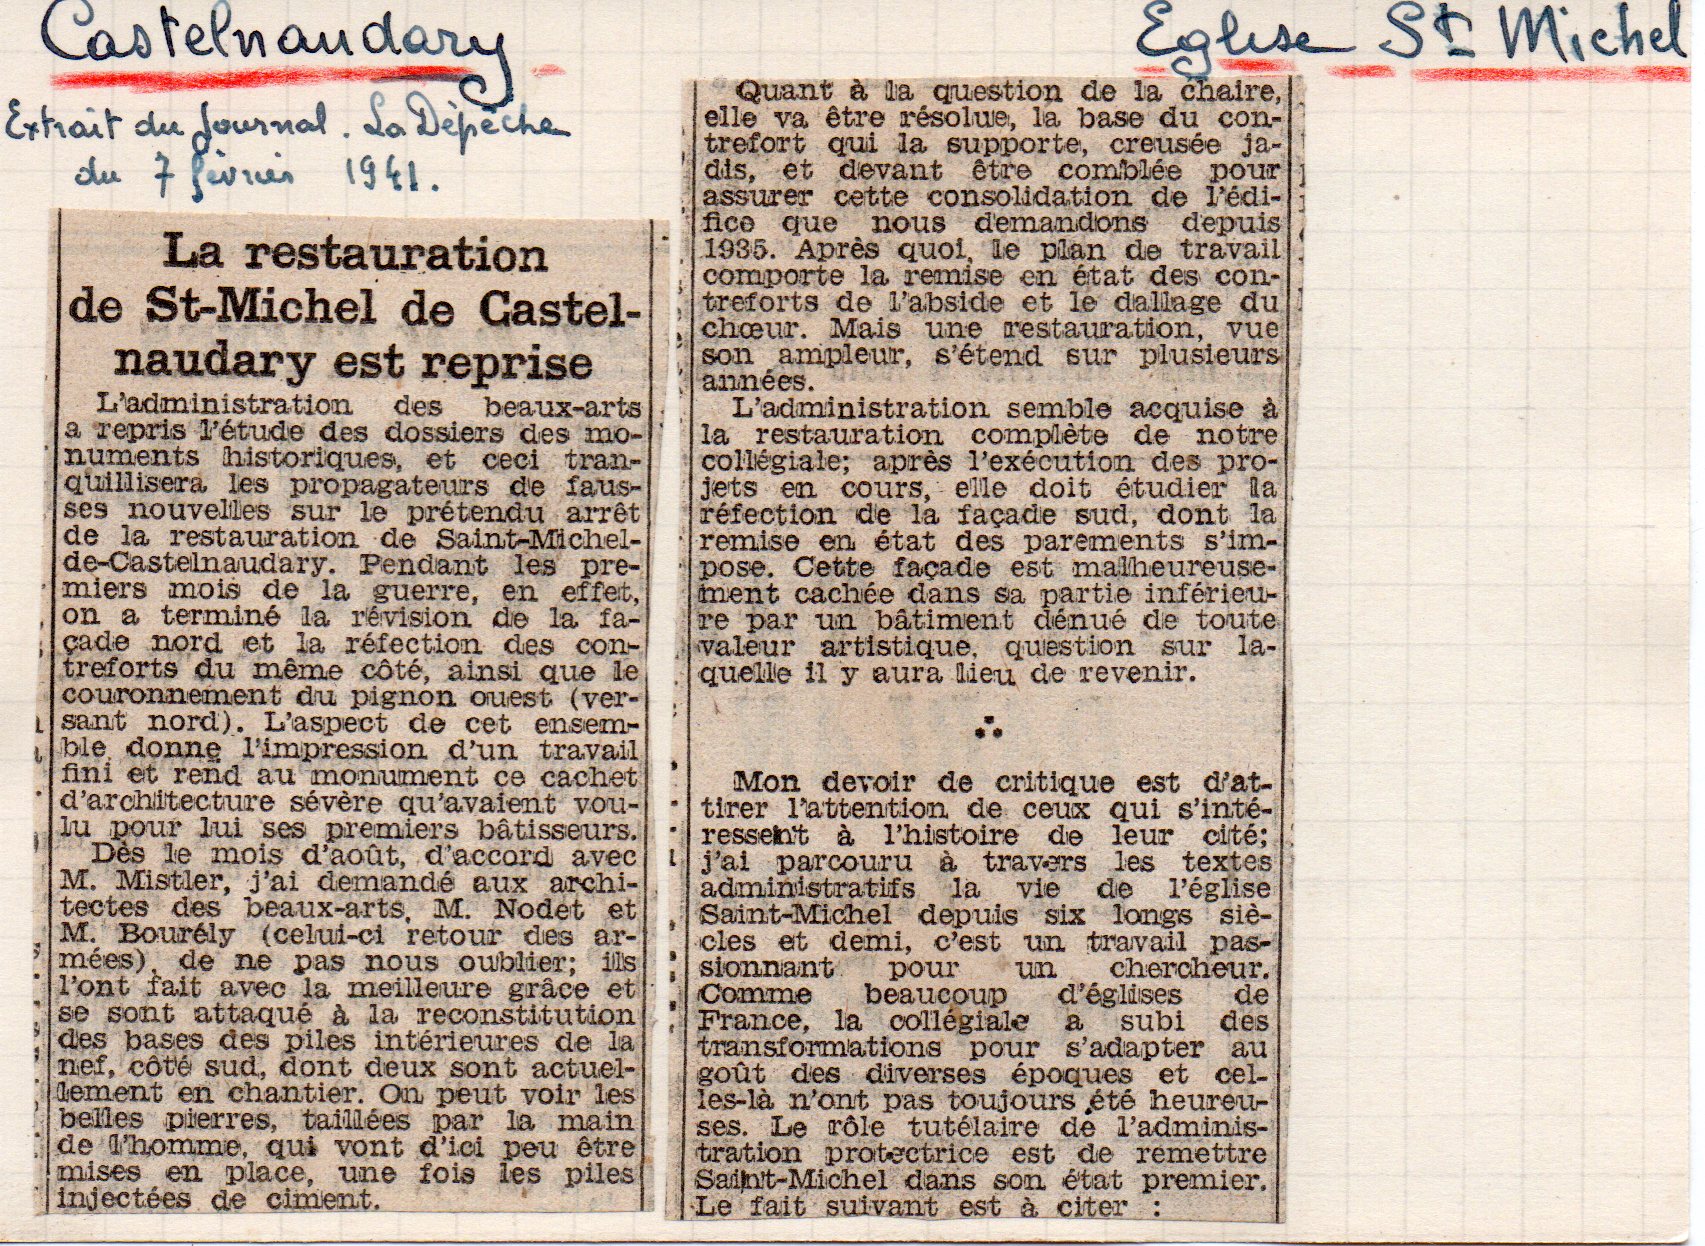 Castelnaudary
Eglise St Michel
Extrait du Journal. La Dépêche
du 7 février 1941.
La restauration
de St-Michel de Castel-
naudary est reprise
L'administration des beaux-arts
a repris l'étude des dossiers des mo-
numents historiques, et ceci tran-
quillisera les propagateurs de faus-
ses nouvelles sur le prétendu arrêt
de la restauration de Saint-Michel-
de-Castelnaudary. Pendant les pre-
miers mois de la guerre, en effet,
on a terminé la révision de la fa-
çade nord et la réfection des con-
treforts du même côté, ainsi que le
couronnement du pignon ouest (ver-
sant nord). L'aspect de cet ensem-
ble donne l'impression d'un travail
fini et rend au monument ce cachet
d'architecture sévère qu'avaient vou-
lu pour lui ses premiers bâtisseurs.
Dès le mois d'août, d'accord avec
M. Mistler, j'ai demandé aux archi-
tectes des beaux-arts, M. Nodet et
M. Bourély (celui-ci retour des ar-
mées), de ne pas nous oublier; ils
l'ont fait avec la meilleure grâce et
se sont attaqué à la reconstitution
des bases des piles intérieures de la
nef, côté sud, dont deux sont actuel-
lement en chantier. On peut voir les
belles pierres, taillées par la main
de l'homme, qui vont d'ici peu être
mises en place, une fois les piles
injectées de ciment.
Quant à la question de la chaire,
elle va être résolue, la base du con-
trefort qui la supporte, creusée ja-
dis, et devant être comblée pour
assurer cette consolidation de l'édi-
fice que nous demandons depuis
1935. Après quoi, le plan de travail
comporte la remise en état des con-
treforts de l'abside et le dallage du
chœur. Mais une restauration, vue
son ampleur, s'étend sur plusieurs
années.
L'administration semble acquise à
la restauration complète de notre
collégiale; après l'exécution des pro-
jets en cours, elle doit étudier la
réfection de la façade sud, dont la
remise en état des parements s'im-
pose. Cette façade est malheureuse-
ment cachée dans sa partie inférieu-
re par un bâtiment dénué de toute
valeur artistique, question sur la-
quelle il y aura lieu de revenir.
Mon devoir de critique est d'at-
tirer l'attention de ceux qui s'inté-
ressent à l'histoire de leur cité;
j'ai parcouru à travers les textes
administratifs la vie de l'église
Saint-Michel depuis six longs siè-
cles et demi, c'est un travail pas-
sionnant pour un chercheur.
Comme beaucoup d'églises de
France, la collégiale a subi des
transformations pour s'adapter au
goût des diverses époques et cel-
les-là n'ont pas toujours été heureu-
ses. Le rôle tutélaire de l'adminis-
tration protectrice est de remettre
Saint-Michel dans son état premier.
Le fait suivant est à citer :